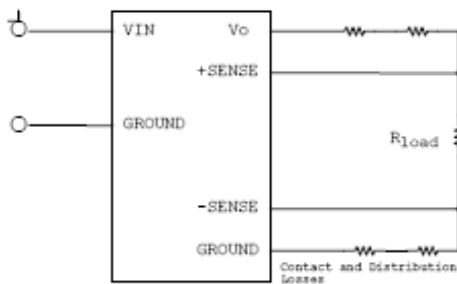 VIN Vo
+SENSE
GROUND
Rload
-SENSE
GROUND
Contact and Distribution
Losses